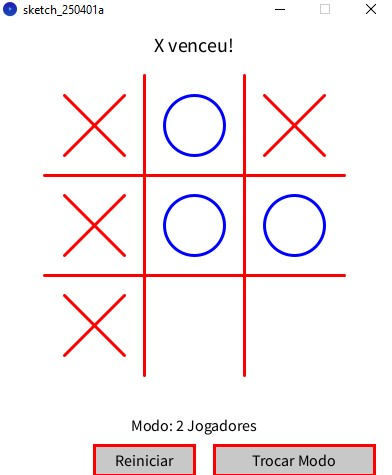 sketch_250401a
X venceu!
Modo: 2 Jogadores
Reiniciar
Trocar Modo